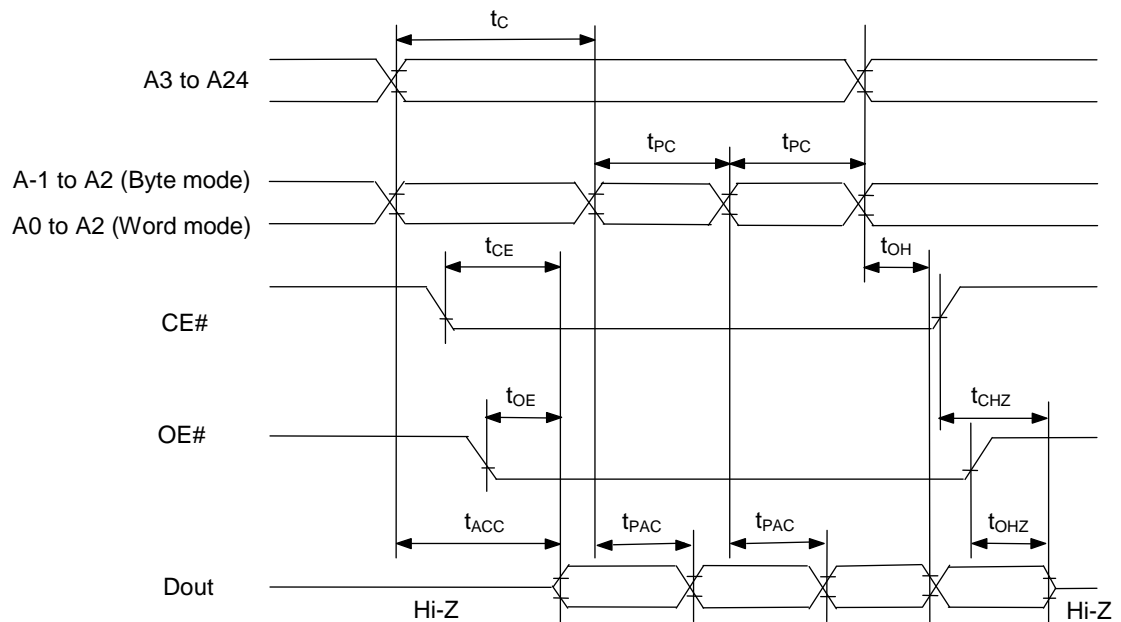 tC
A3 to A24
tPC tPC
A-1 to A2 (Byte mode)
A0 to A2 (Word mode)
tCE tOH
CE#
tOE tCHZ
OE#
tACC tPAC tPAC tOHZ
Dout
Hi-Z Hi-Z